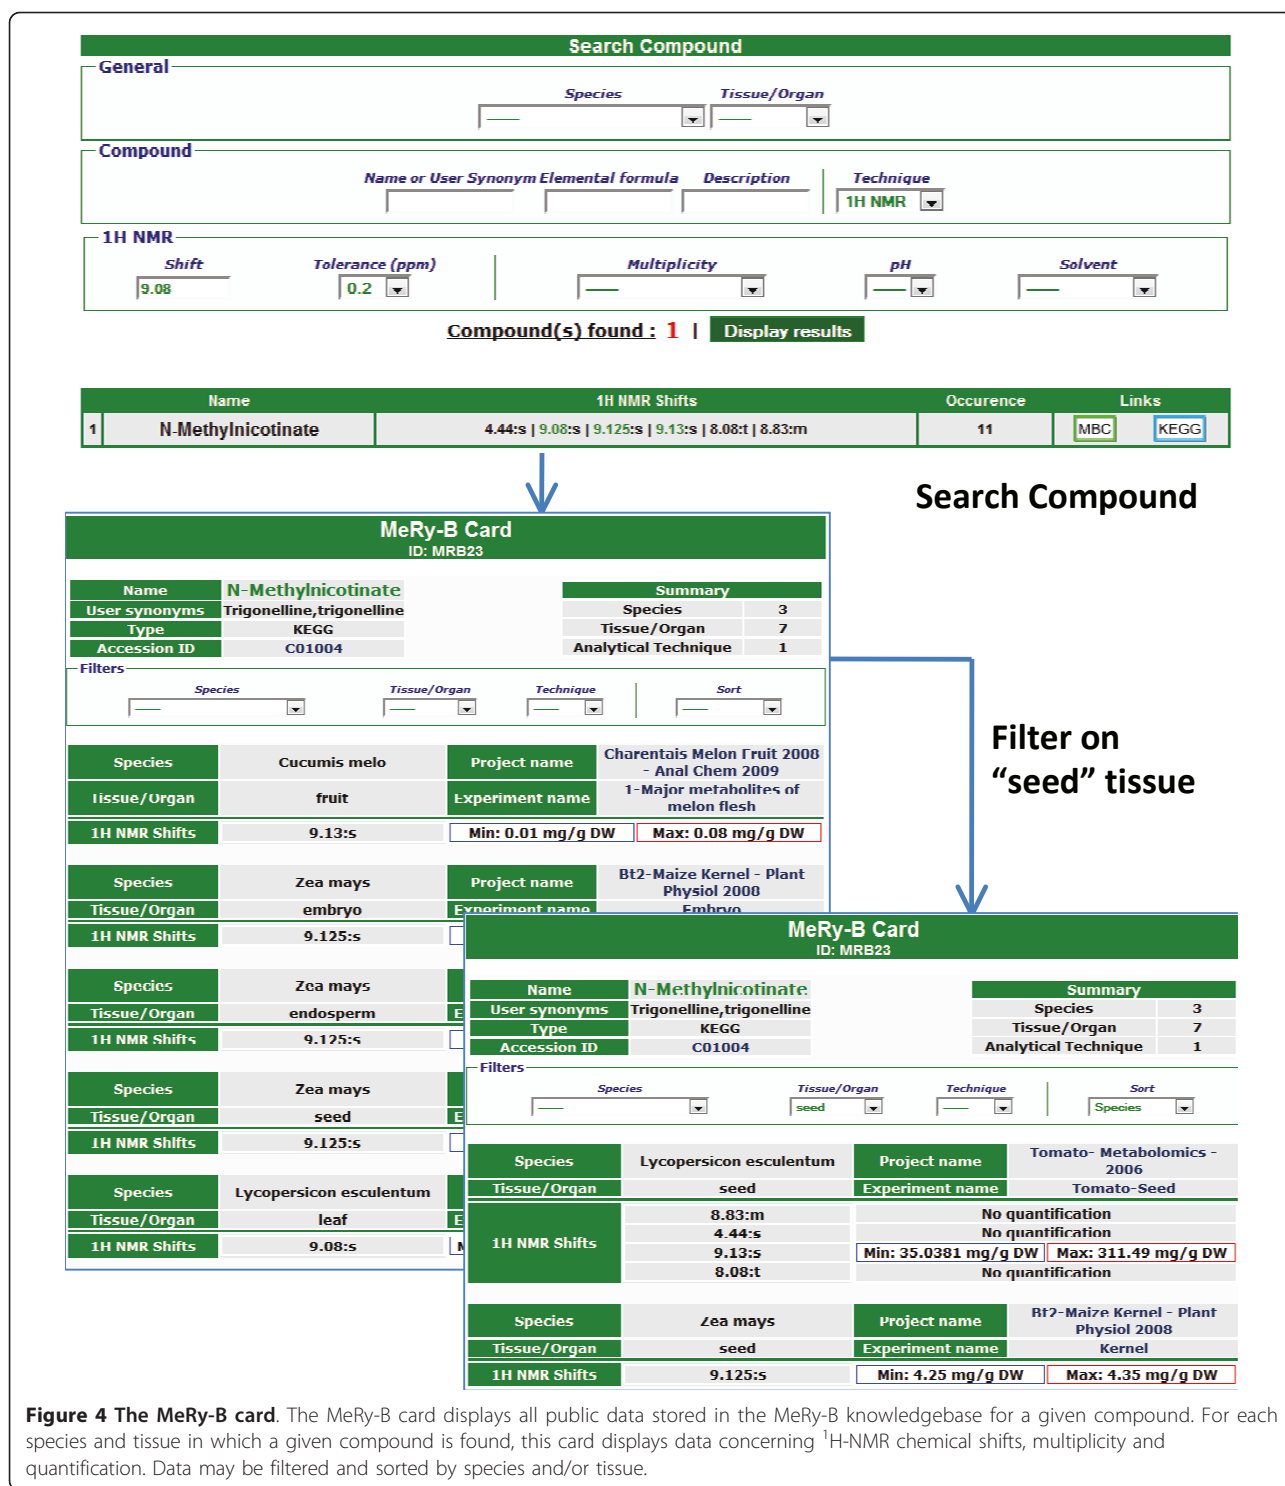 Search Compound
General
Species Tissue/Organ
—— ——
Compound
Name or User Synonym Elemental formula Description Technique
1H NMR
1H NMR
Shift Tolerance (ppm) Multiplicity pH Solvent
9.08 0.2 —— —— ——
Compound(s) found : 1 | Display results
Name 1H NMR Shifts Occurence Links
1 N-Methylnicotinate 4.44:s | 9.08:s | 9.125:s | 9.13:s | 8.08:t | 8.83:m 11 MBC KEGG
Search Compound
MeRy-B Card
ID: MRB23
Name N-Methylnicotinate Summary
User synonyms Trigonelline,trigonelline Species 3
Type KEGG Tissue/Organ 7
Accession ID C01004 Analytical Technique 1
Filters
Species Tissue/Organ Technique Sort
—— —— —— ——
Filter on
“seed” tissue
Species Cucumis melo Project name Charentais Melon Fruit 2008
- Anal Chem 2009
Tissue/Organ fruit Experiment name 1-Major metabolites of
melon flesh
1H NMR Shifts 9.13:s Min: 0.01 mg/g DW Max: 0.08 mg/g DW
Species Zea mays Project name Bt2-Maize Kernel - Plant
Physiol 2008
Tissue/Organ embryo Experiment name Embryo
1H NMR Shifts 9.125:s
Species Zea mays
Tissue/Organ endosperm E
1H NMR Shifts 9.125:s
Species Zea mays
Tissue/Organ seed E
1H NMR Shifts 9.125:s
Species Lycopersicon esculentum
Tissue/Organ leaf E
1H NMR Shifts 9.08:s
MeRy-B Card
ID: MRB23
Name N-Methylnicotinate Summary
User synonyms Trigonelline,trigonelline Species 3
Type KEGG Tissue/Organ 7
Accession ID C01004 Analytical Technique 1
Filters
Species Tissue/Organ Technique Sort
—— seed —— Species
Species Lycopersicon esculentum Project name Tomato- Metabolomics -
2006
Tissue/Organ seed Experiment name Tomato-Seed
1H NMR Shifts
8.83:m No quantification
4.44:s No quantification
9.13:s Min: 35.0381 mg/g DW Max: 311.49 mg/g DW
8.08:t No quantification
Species Zea mays Project name Bt2-Maize Kernel - Plant
Physiol 2008
Tissue/Organ seed Experiment name Kernel
1H NMR Shifts 9.125:s Min: 4.25 mg/g DW Max: 4.35 mg/g DW
Figure 4 The MeRy-B card. The MeRy-B card displays all public data stored in the MeRy-B knowledgebase for a given compound. For each
species and tissue in which a given compound is found, this card displays data concerning ¹H-NMR chemical shifts, multiplicity and
quantification. Data may be filtered and sorted by species and/or tissue.